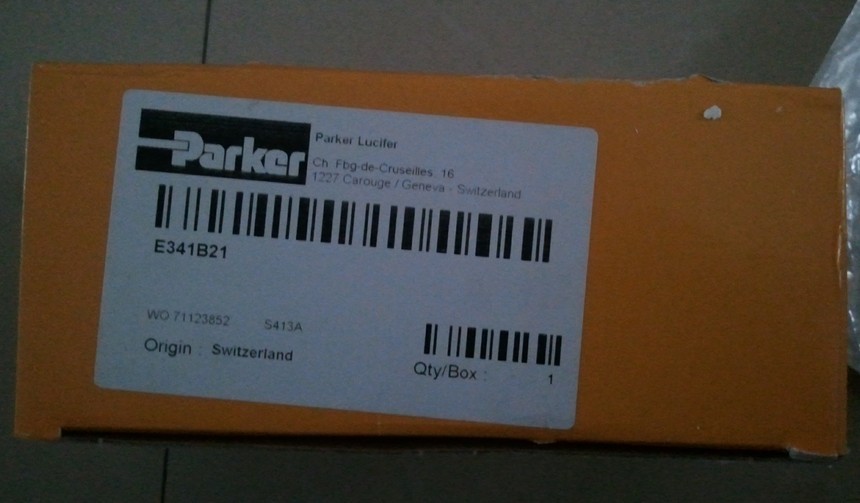 Parker
Parker Lucifer
Ch. Fbg-de-Cruseilles, 16
1227 Carouge / Geneva - Switzerland
E341B21
WO 71123852 S413A
Origin : Switzerland
Qty/Box : 1